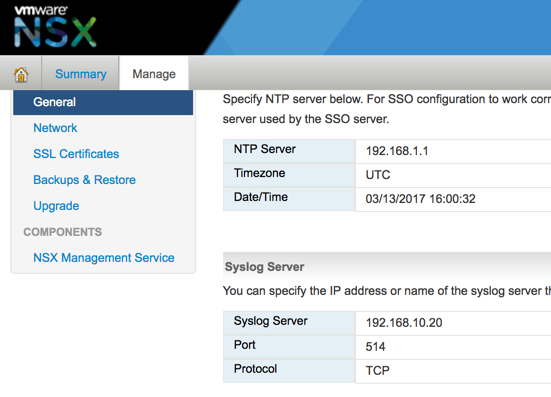 vmware
NSX
Summary
Manage
General
Network
SSL Certificates
Backups & Restore
Upgrade
COMPONENTS
NSX Management Service
Specify NTP server below. For SSO configuration to work
server used by the SSO server.
NTP Server 192.168.1.1
Timezone UTC
Date/Time 03/13/2017 16:00:32
Syslog Server
You can specify the IP address or name of the syslog server
Syslog Server 192.168.10.20
Port 514
Protocol TCP